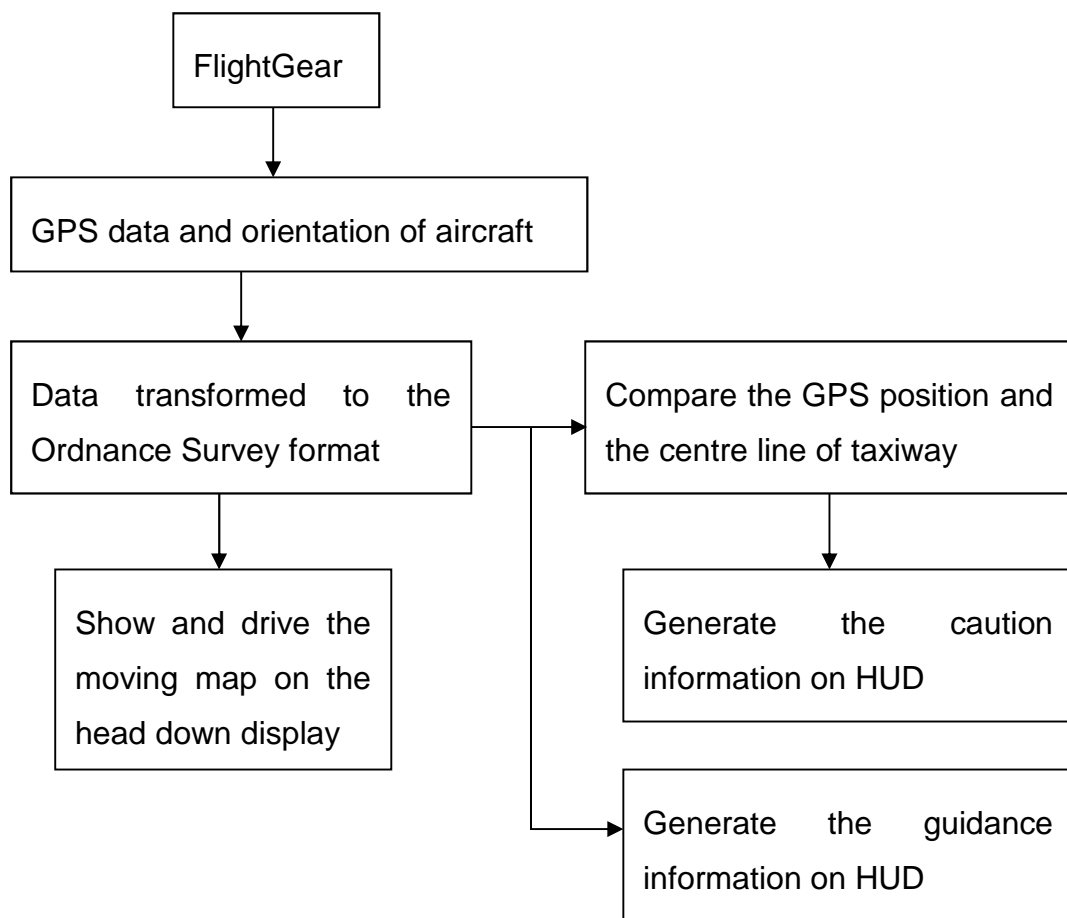 FlightGear
GPS data and orientation of aircraft
Data transformed to the
Ordnance Survey format
Compare the GPS position and
the centre line of taxiway
Show and drive the
moving map on the
head down display
Generate the caution
information on HUD
Generate the guidance
information on HUD